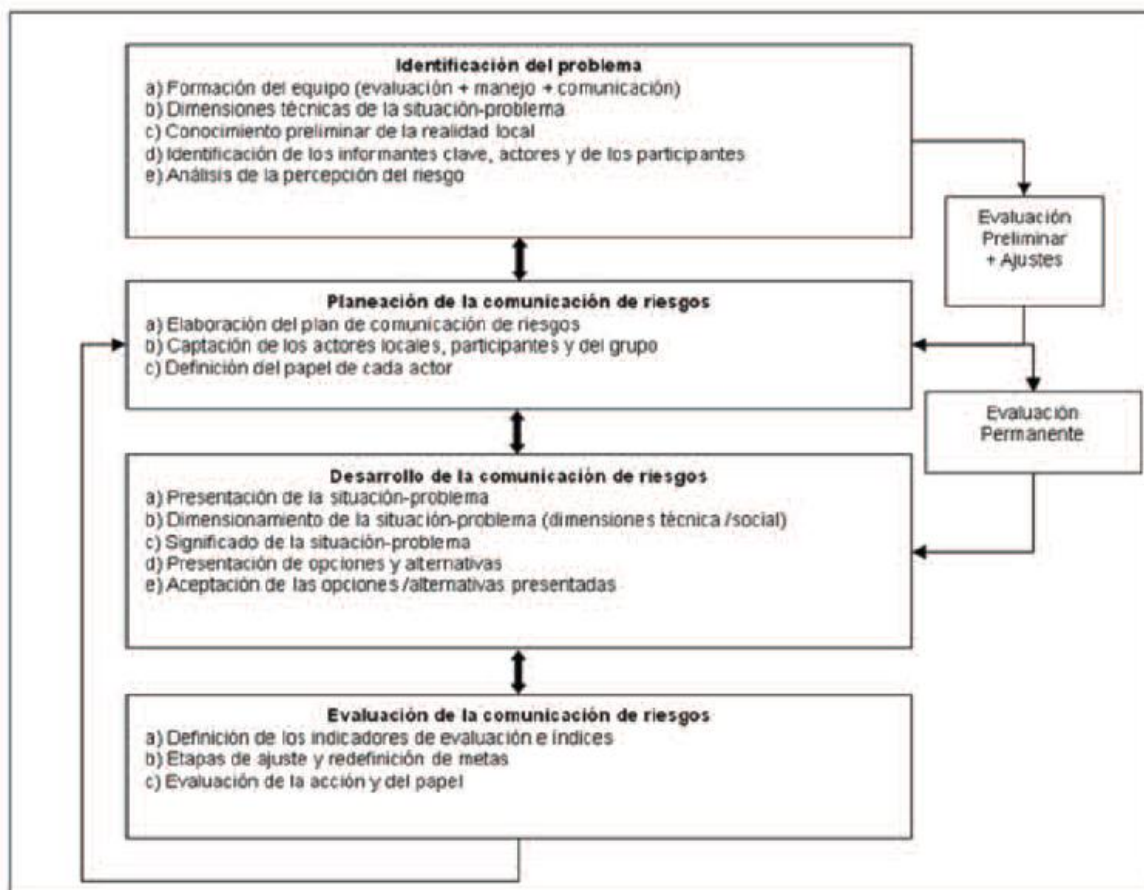 Identificación del problema
a) Formación del equipo (evaluación + manejo + comunicación)
b) Dimensiones técnicas de la situación-problema
c) Conocimiento preliminar de la realidad local
d) Identificación de los informantes clave, actores y de los participantes
e) Análisis de la percepción del riesgo
Evaluación
Preliminar
+ Ajustes
Planeación de la comunicación de riesgos
a) Elaboración del plan de comunicación de riesgos
b) Captación de los actores locales, participantes y del grupo
c) Definición del papel de cada actor
Evaluación
Permanente
Desarrollo de la comunicación de riesgos
a) Presentación de la situación-problema
b) Dimensionamiento de la situación-problema (dimensiones técnica /social)
c) Significado de la situación-problema
d) Presentación de opciones y alternativas
e) Aceptación de las opciones /alternativas presentadas
Evaluación de la comunicación de riesgos
a) Definición de los indicadores de evaluación e índices
b) Etapas de ajuste y redefinición de metas
c) Evaluación de la acción y del papel